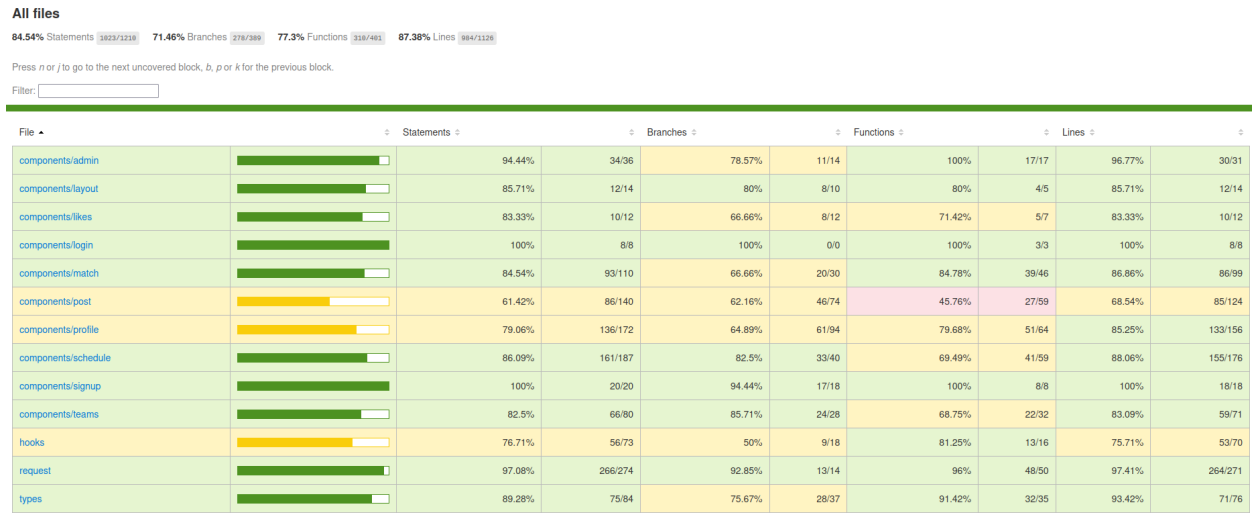 All files
84.54% Statements 1023/1210 71.46% Branches 278/389 77.3% Functions 310/401 87.38% Lines 984/1126
Press n or j to go to the next uncovered block, b, p or k for the previous block.
Filter:
File Statements Branches Functions Lines
components/admin 94.44% 34/36 78.57% 11/14 100% 17/17 96.77% 30/31
components/layout 85.71% 12/14 80% 8/10 80% 4/5 85.71% 12/14
components/likes 83.33% 10/12 66.66% 8/12 71.42% 5/7 83.33% 10/12
components/login 100% 8/8 100% 0/0 100% 3/3 100% 8/8
components/match 84.54% 93/110 66.66% 20/30 84.78% 39/46 86.86% 86/99
components/post 61.42% 86/140 62.16% 46/74 45.76% 27/59 68.54% 85/124
components/profile 79.06% 136/172 64.89% 61/94 79.68% 51/64 85.25% 133/156
components/schedule 86.09% 161/187 82.5% 33/40 69.49% 41/59 88.06% 155/176
components/signup 100% 20/20 94.44% 17/18 100% 8/8 100% 18/18
components/teams 82.5% 66/80 85.71% 24/28 68.75% 22/32 83.09% 59/71
hooks 76.71% 56/73 50% 9/18 81.25% 13/16 75.71% 53/70
request 97.08% 266/274 92.85% 13/14 96% 48/50 97.41% 264/271
types 89.28% 75/84 75.67% 28/37 91.42% 32/35 93.42% 71/76